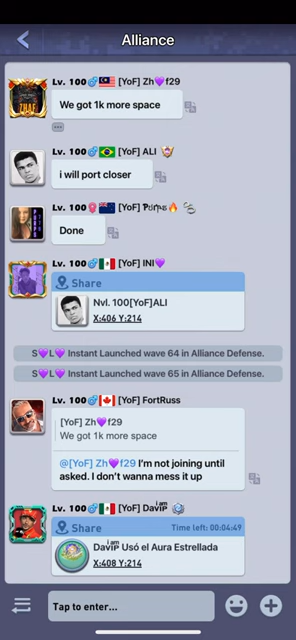 Alliance
Lv. 100 [YoF] Zh💜f29
We got 1k more space
Lv. 100 [YoF] ALI
i will port closer
Lv. 100 [YoF]
Done
Lv. 100 [YoF] INI💜
Share
Nvl. 100[YoF]ALI
X:406 Y:214
S💜L💜 Instant Launched wave 64 in Alliance Defense.
S💜L💜 Instant Launched wave 65 in Alliance Defense.
Lv. 100 [YoF] FortRuss
[YoF] Zh💜f29
We got 1k more space
@[YoF] Zh💜f29 I'm not joining until
asked. I don't wanna mess it up
Lv. 100 [YoF] Dav i am IP
Share Time left: 00:04:49
Dav i am IP Usó el Aura Estrellada
X:408 Y:214
Tap to enter...